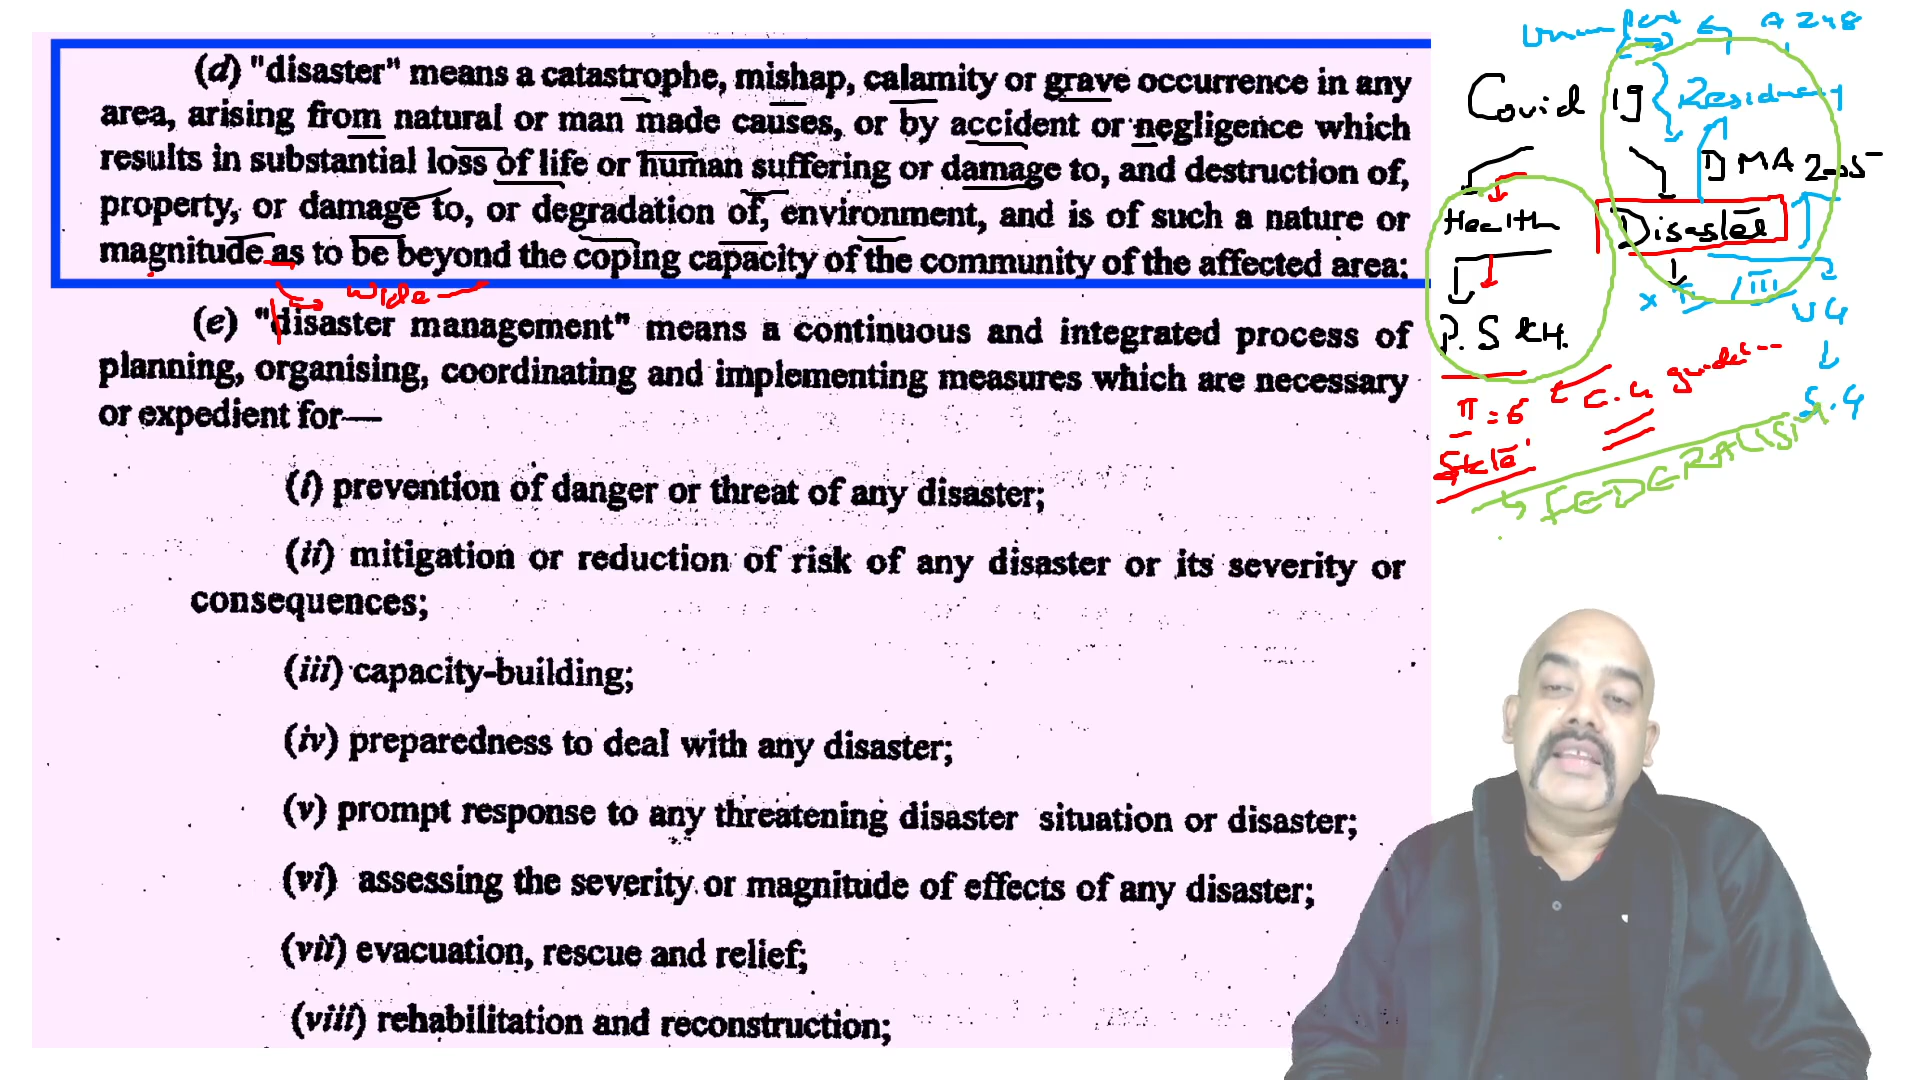 (d) "disaster" means a catastrophe, mishap, calamity or grave occurrence in any
area, arising from natural or man made causes, or by accident or negligence which
results in substantial loss of life or human suffering or damage to, and destruction of,
property, or damage to, or degradation of, environment, and is of such a nature or
magnitude as to be beyond the coping capacity of the community of the affected area;
wide
(e) "disaster management" means a continuous and integrated process of
planning, organising, coordinating and implementing measures which are necessary
or expedient for—
(i) prevention of danger or threat of any disaster;
(ii) mitigation or reduction of risk of any disaster or its severity or
consequences;
(iii) capacity-building;
(iv) preparedness to deal with any disaster;
(v) prompt response to any threatening disaster situation or disaster;
(vi) assessing the severity or magnitude of effects of any disaster;
(vii) evacuation, rescue and relief;
(viii) rehabilitation and reconstruction;
A 248
Covid 19
Residuary
DMA 2005
Health
Disaster
P. S & H.
II = 6
State
FEDERALISM